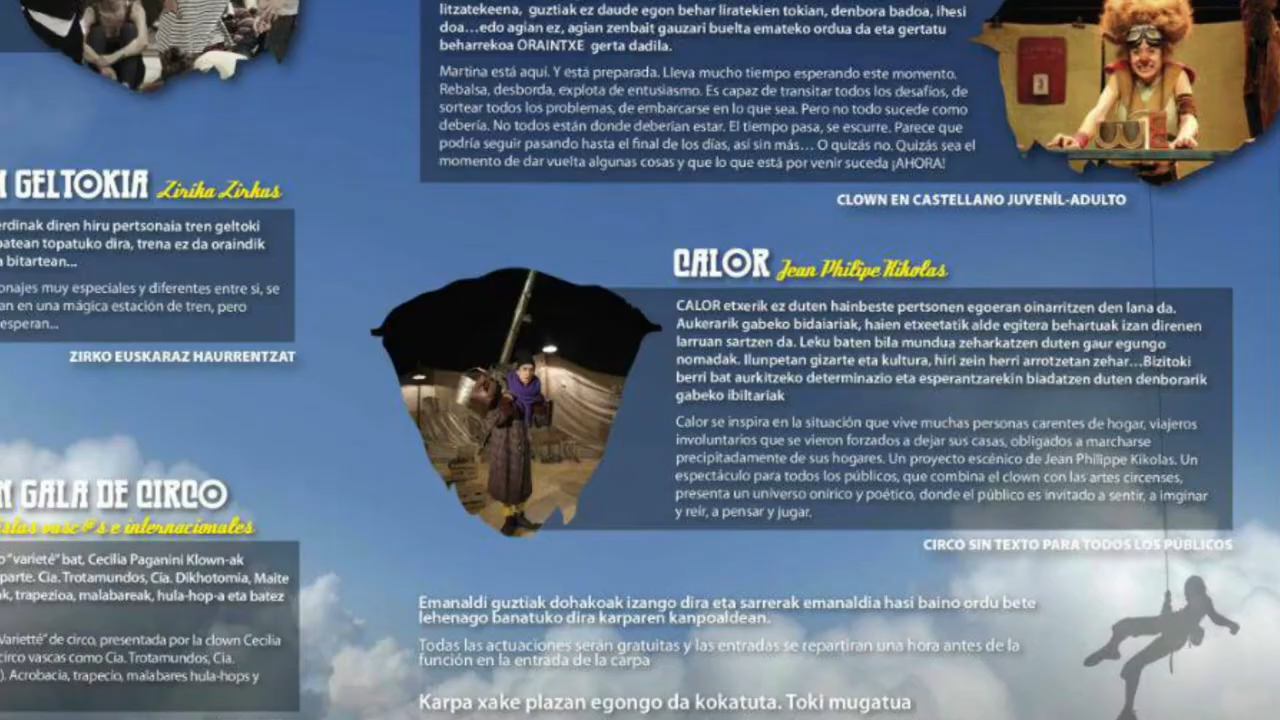 GELTOKIA Zirika Zirkus
erdinak diren hiru pertsonaia tren geltoki
batean topatuko dira, trena ez da oraindik
bitartean...
onajes muy especiales y diferentes entre si, se
an en una mágica estación de tren, pero
esperan...
ZIRKO EUSKARAZ HAURRENTZAT
GALA DE CIRCO
istas vasc@s e internacionales
"varieté" bat, Cecilia Paganini Klown-ak
parte. Cia. Trotamundos, Cia. Dikhotomia, Maite
ak, trapezioa, malabareak, hula-hop-a eta batez
Varietté" de circo, presentada por la clown Cecilia
circo vascas como Cia. Trotamundos, Cia.
). Acrobacia, trapecio, malabares hula-hops y
litzatekeena, guztiak ez daude egon behar liratekien tokian, denbora badoa, ihesi
doa…edo agian ez, agian zenbait gauzari buelta emateko ordua da eta gertatu
beharrekoa ORAINTXE gerta dadila.
Martina está aquí. Y está preparada. Lleva mucho tiempo esperando este momento.
Rebalsa, desborda, explota de entusiasmo. Es capaz de transitar todos los desafíos, de
sortear todos los problemas, de embarcarse en lo que sea. Pero no todo sucede como
debería. No todos están donde deberían estar. El tiempo pasa, se escurre. Parece que
podría seguir pasando hasta el final de los días, así sin más… O quizás no. Quizás sea el
momento de dar vuelta algunas cosas y que lo que está por venir suceda ¡AHORA!
CLOWN EN CASTELLANO JUVENÍL-ADULTO
CALOR Jean Philipe Kikolas
CALOR etxerik ez duten hainbeste pertsonen egoeran oinarritzen den lana da.
Aukerarik gabeko bidaiariak, haien etxeetatik alde egitera behartuak izan direnen
larruan sartzen da. Leku baten bila mundua zeharkatzen duten gaur egungo
nomadak. Ilunpetan gizarte eta kultura, hiri zein herri arrotzetan zehar…Bizitoki
berri bat aurkitzeko determinazio eta esperantzarekin biadatzen duten denborarik
gabeko ibiltariak
Calor se inspira en la situación que vive muchas personas carentes de hogar, viajeros
involuntarios que se vieron forzados a dejar sus casas, obligados a marcharse
precipitadamente de sus hogares. Un proyecto escénico de Jean Philippe Kikolas. Un
espectáculo para todos los públicos, que combina el clown con las artes circenses,
presenta un universo onírico y poético, donde el público es invitado a sentir, a imginar
y reír, a pensar y jugar.
CIRCO SIN TEXTO PARA TODOS LOS PÚBLICOS
Emanaldi guztiak dohakoak izango dira eta sarrerak emanaldia hasi baino ordu bete
lehenago banatuko dira karparen kanpoaldean.
Todas las actuaciones serán gratuitas y las entradas se repartiran una hora antes de la
función en la entrada de la carpa
Karpa xake plazan egongo da kokatuta. Toki mugatua